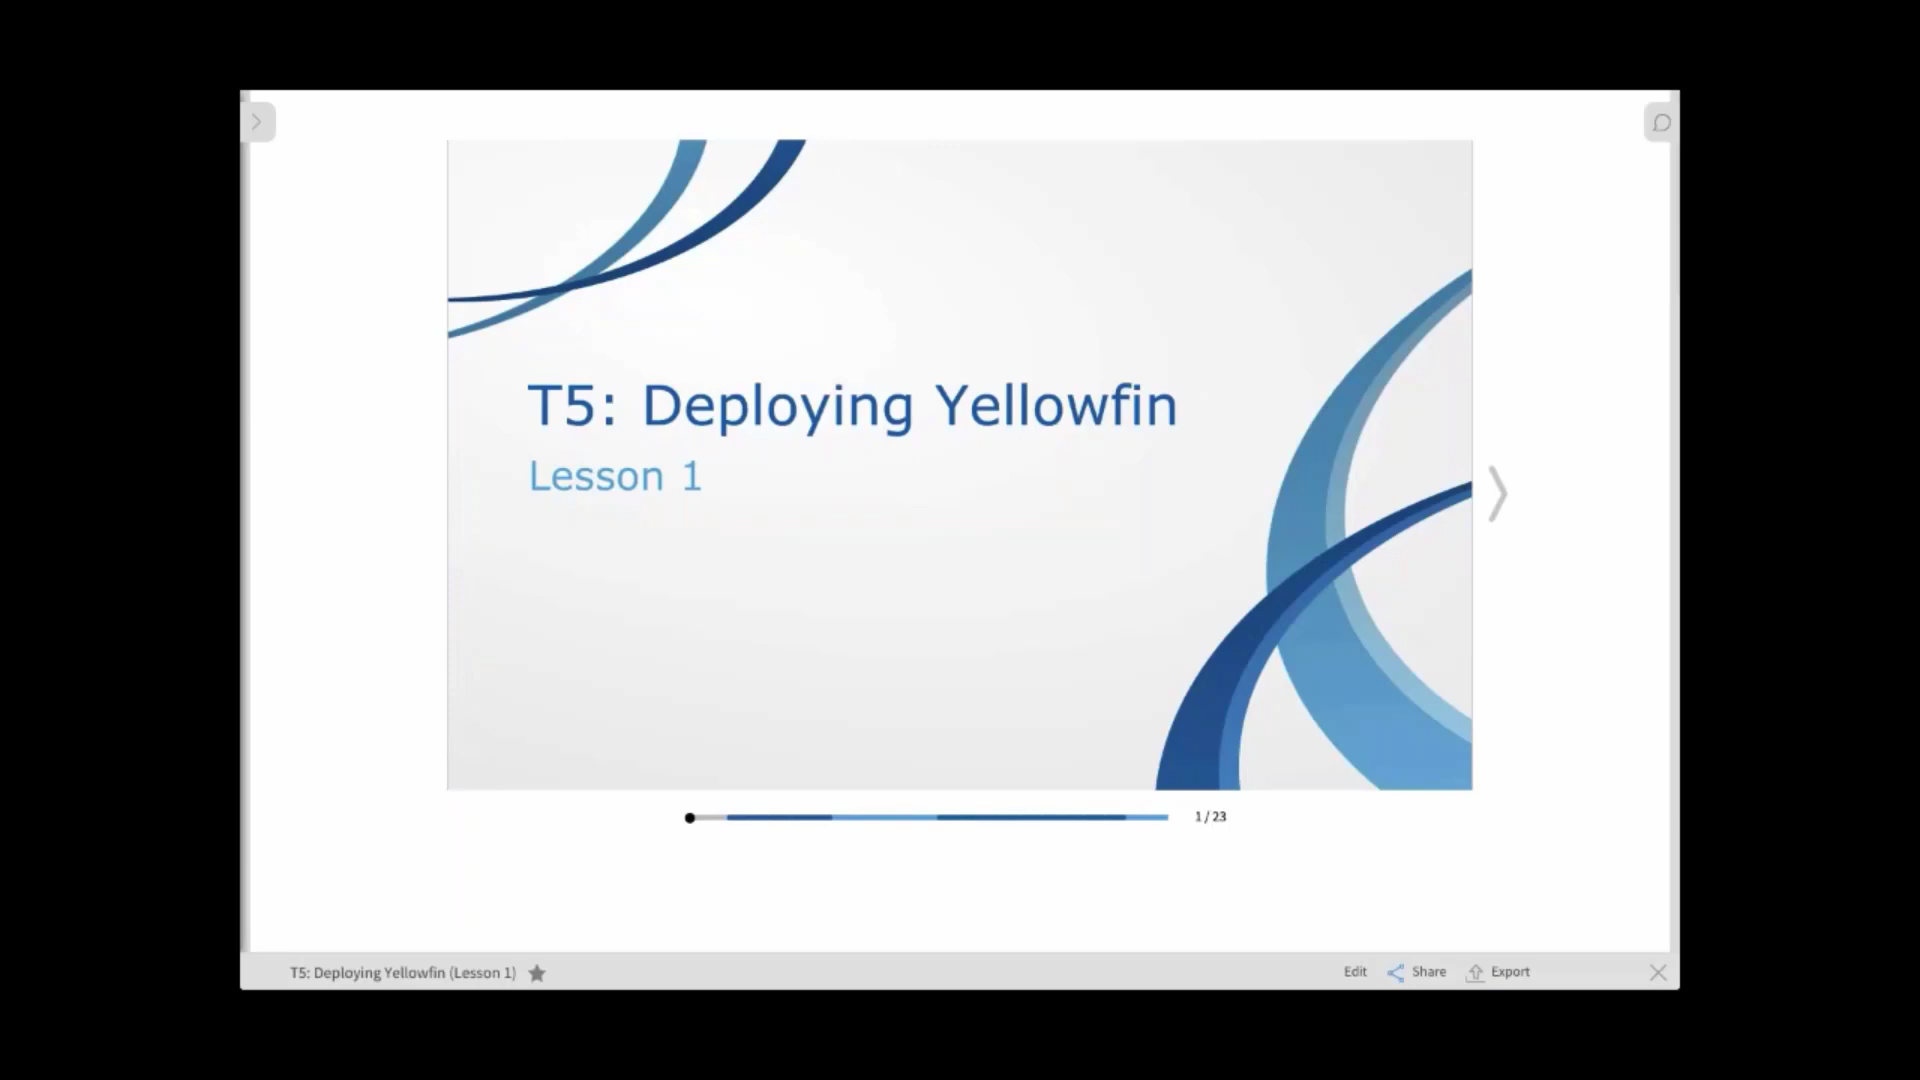 T5: Deploying Yellowfin
Lesson 1
1 / 23
T5: Deploying Yellowfin (Lesson 1)
Edit
Share
Export